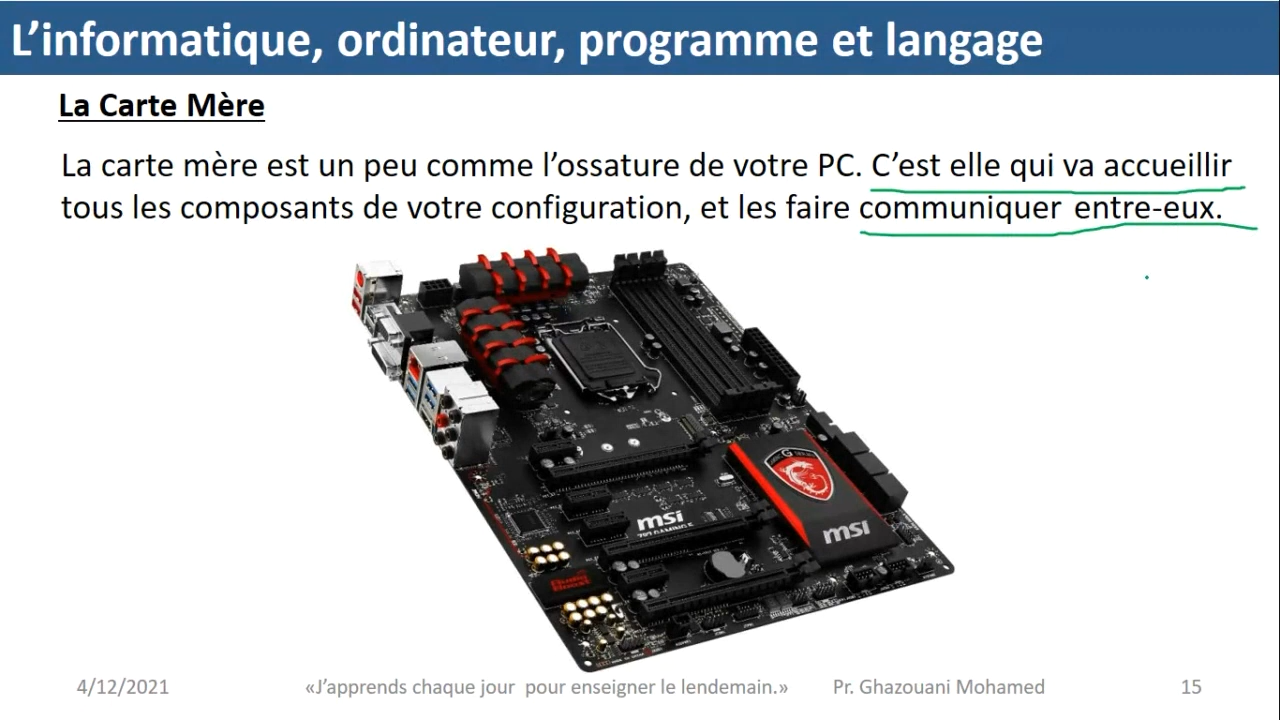 L’informatique, ordinateur, programme et langage
La Carte Mère
La carte mère est un peu comme l’ossature de votre PC. C’est elle qui va accueillir
tous les composants de votre configuration, et les faire communiquer entre-eux.
msi
msi
Audio
Boost
4/12/2021 «J’apprends chaque jour pour enseigner le lendemain.» Pr. Ghazouani Mohamed 15